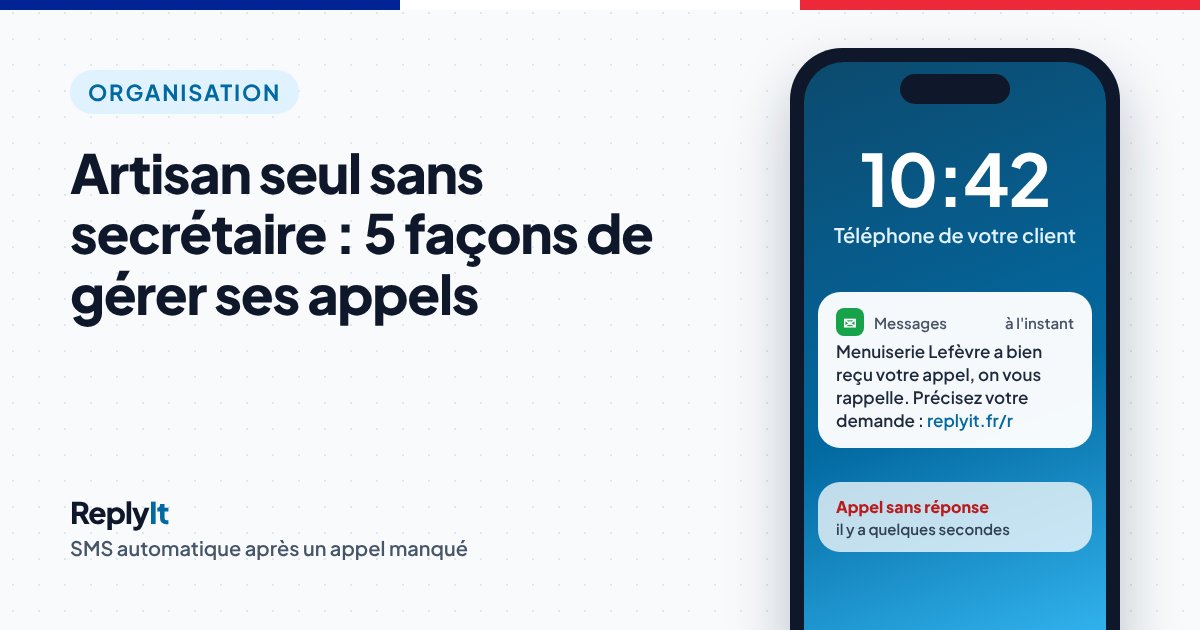 ORGANISATION
Artisan seul sans
secrétaire : 5 façons de
gérer ses appels
ReplyIt
SMS automatique après un appel manqué
10:42
Téléphone de votre client
Messages à l'instant
Menuiserie Lefèvre a bien
reçu votre appel, on vous
rappelle. Précisez votre
demande : replyit.fr/r
Appel sans réponse
il y a quelques secondes